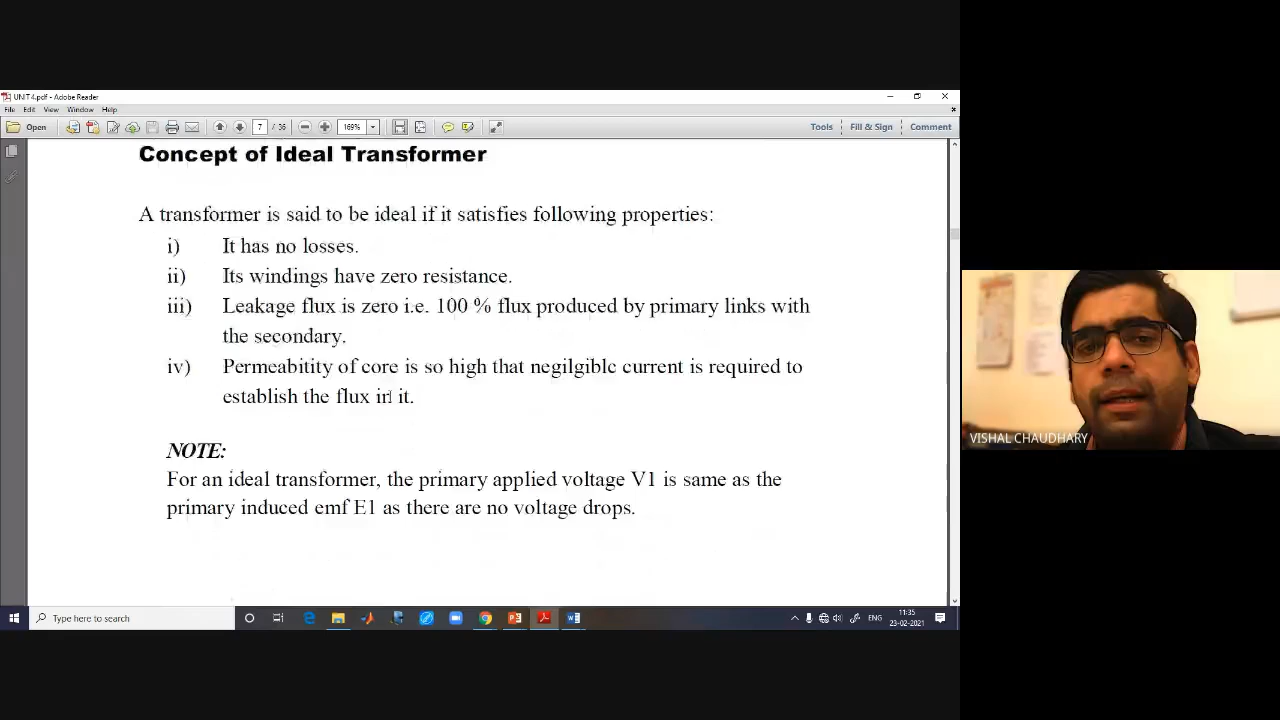 UNIT 4.pdf - Adobe Reader
File Edit View Window Help
Open 7 / 36 169% Tools Fill & Sign Comment
Concept of Ideal Transformer
A transformer is said to be ideal if it satisfies following properties:
i) It has no losses.
ii) Its windings have zero resistance.
iii) Leakage flux is zero i.e. 100 % flux produced by primary links with
the secondary.
iv) Permeabitity of core is so high that negilgible current is required to
establish the flux in it.
NOTE:
For an ideal transformer, the primary applied voltage V1 is same as the
primary induced emf E1 as there are no voltage drops.
VISHAL CHAUDHARY
Type here to search
ENG
11:35
23-02-2021